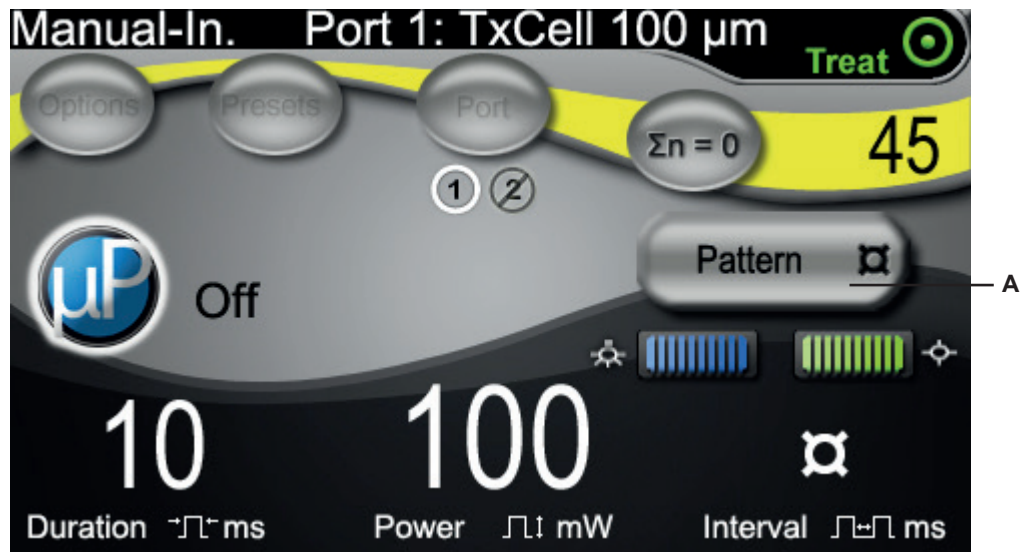 Manual-In. Port 1: TxCell 100 µm
Treat
Options Presets Port Σn = 0 45
1 2
Pattern ¤
A
µP Off
10 100 ¤
Duration ms Power mW Interval ms